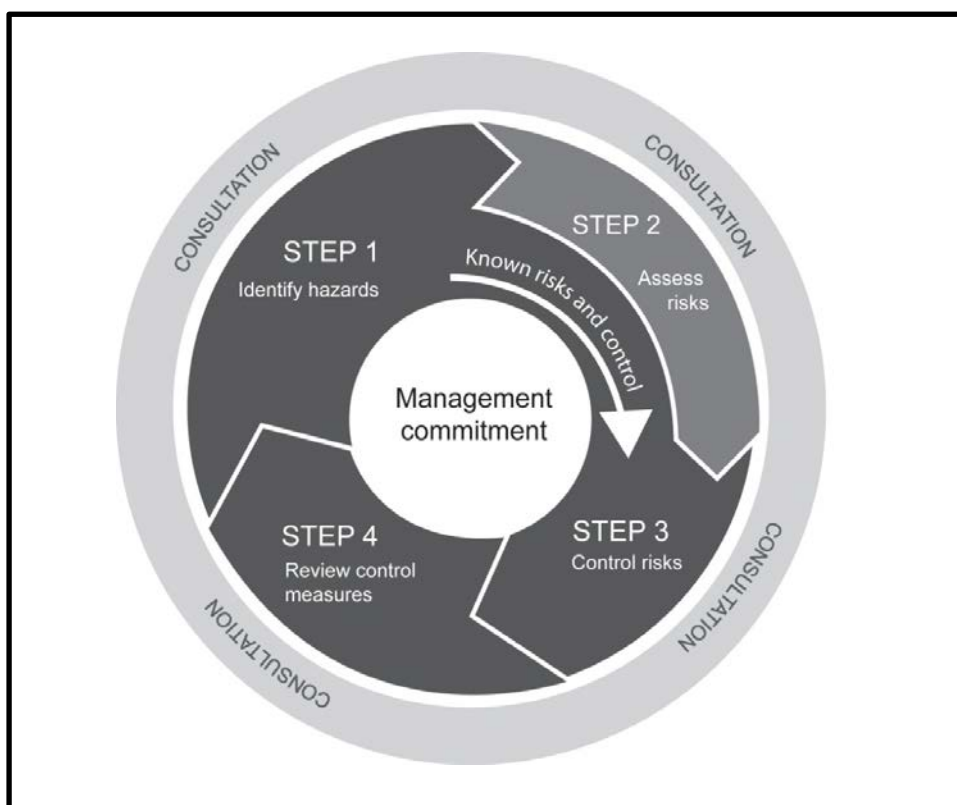 CONSULTATION
CONSULTATION
STEP 1
Identify hazards
STEP 2
Assess
risks
Known risks and control
Management
commitment
STEP 3
Control risks
STEP 4
Review control
measures
CONSULTATION
CONSULTATION